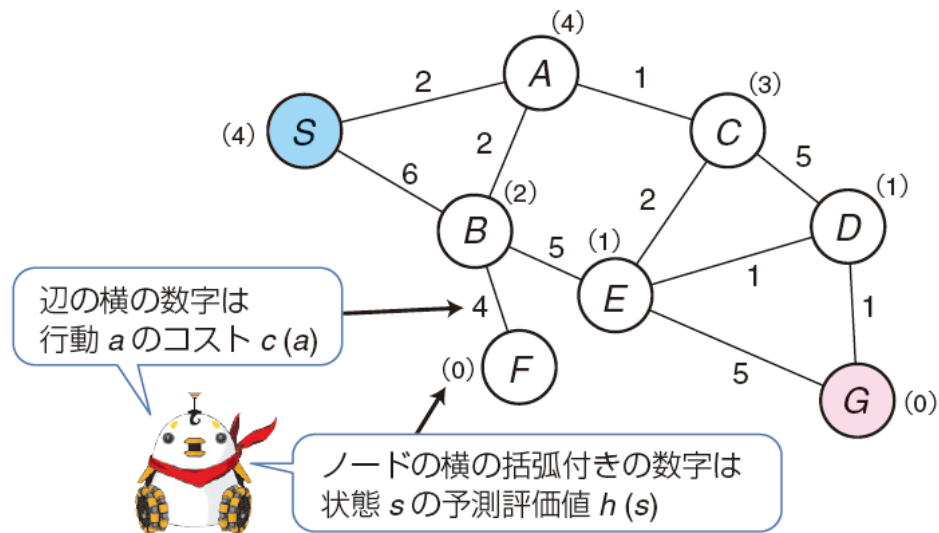 (4)
A
2
1
(3)
(4)
S
C
2
5
6
(2)
(1)
B
2
D
5
(1)
1
E
1
4
辺の横の数字は
行動 a のコスト c (a)
(0)
F
5
G
(0)
ノードの横の括弧付きの数字は
状態 s の予測評価値 h (s)